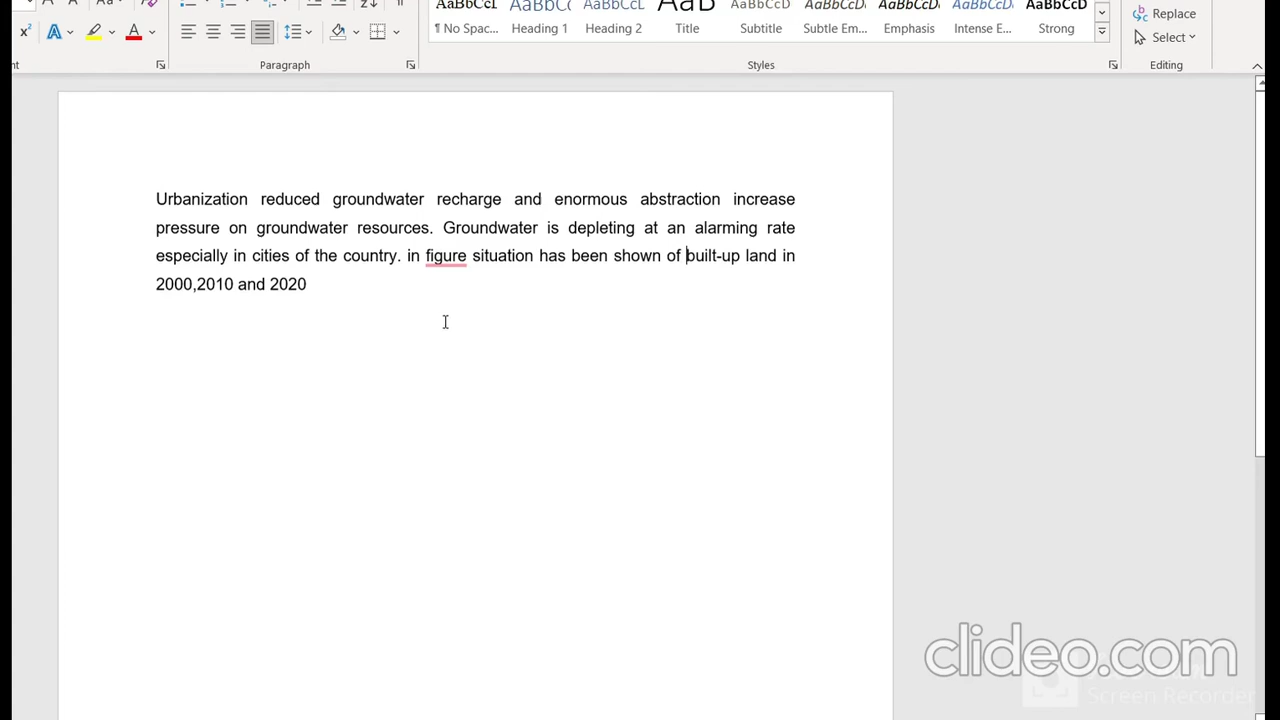 Replace
Select
No Spac... Heading 1 Heading 2 Title Subtitle Subtle Em... Emphasis Intense E... Strong
Paragraph Styles Editing
Urbanization reduced groundwater recharge and enormous abstraction increase
pressure on groundwater resources. Groundwater is depleting at an alarming rate
especially in cities of the country. in figure situation has been shown of built-up land in
2000,2010 and 2020
clideo.com
Screen Recorder